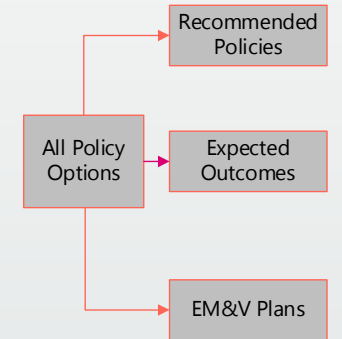 Recommended
Policies
All Policy
Options
Expected
Outcomes
EM&V Plans